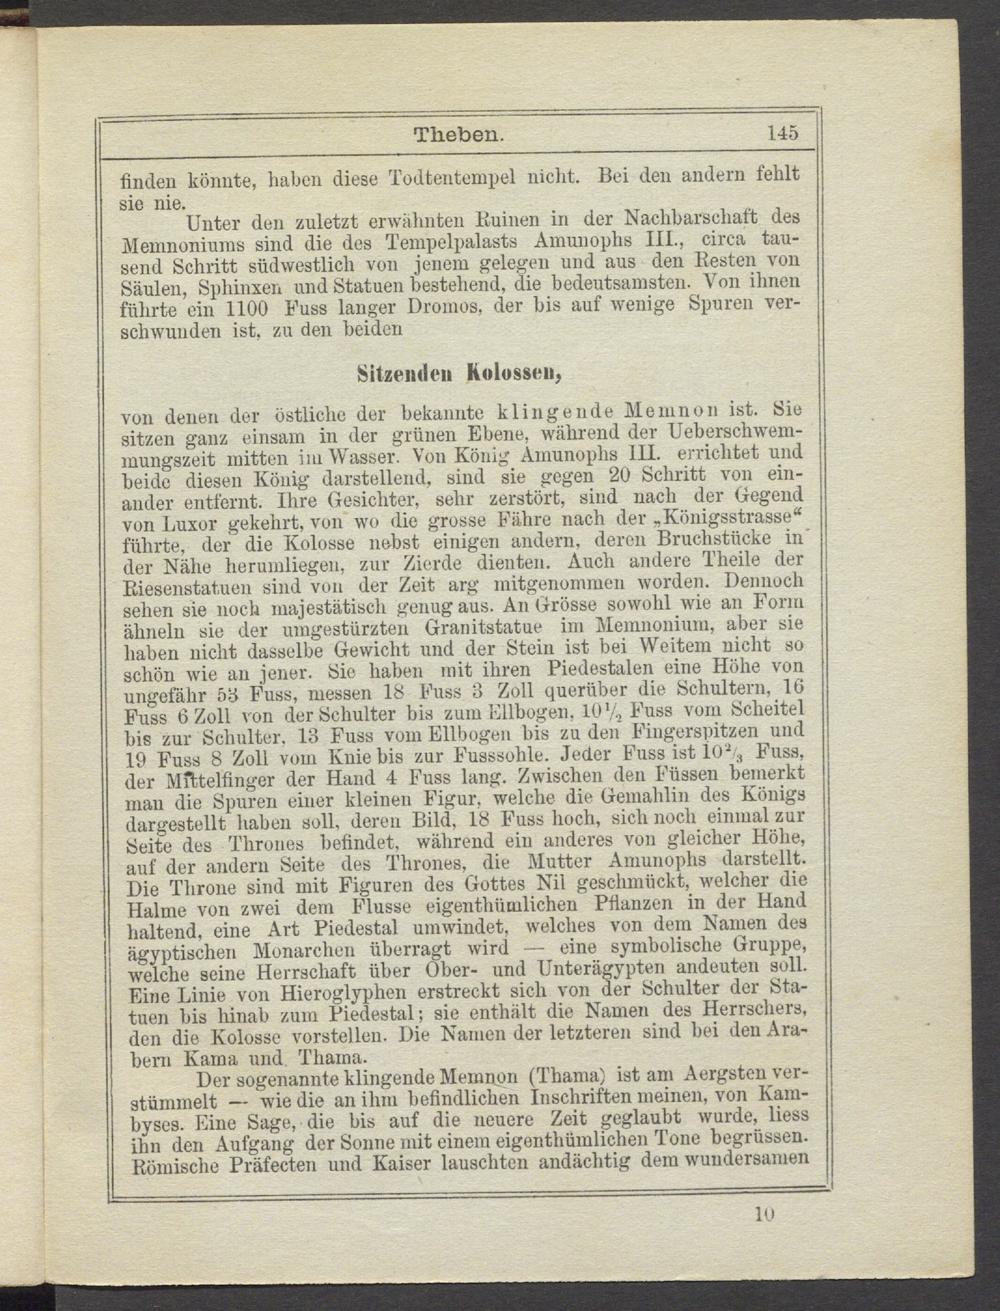 Theben. 145
finden könnte, haben diese Todtentempel nicht. Bei den andern fehlt
sie nie.
Unter den zuletzt erwähnten Ruinen in der Nachbarschaft des
Memnoniums sind die des Tempelpalasts Amunophs III., circa tau-
send Schritt südwestlich von jenem gelegen und aus den Resten von
Säulen, Sphinxen und Statuen bestehend, die bedeutsamsten. Von ihnen
führte ein 1100 Fuss langer Dromos, der bis auf wenige Spuren ver-
schwunden ist, zu den beiden
Sitzenden Kolossen,
von denen der östliche der bekannte klingende Memnon ist. Sie
sitzen ganz einsam in der grünen Ebene, während der Ueberschwem-
mungszeit mitten im Wasser. Von König Amunophs III. errichtet und
beide diesen König darstellend, sind sie gegen 20 Schritt von ein-
ander entfernt. Ihre Gesichter, sehr zerstört, sind nach der Gegend
von Luxor gekehrt, von wo die grosse Fähre nach der „Königsstrasse“
führte, der die Kolosse nebst einigen andern, deren Bruchstücke in
der Nähe herumliegen, zur Zierde dienten. Auch andere Theile der
Riesenstatuen sind von der Zeit arg mitgenommen worden. Dennoch
sehen sie noch majestätisch genug aus. An Grösse sowohl wie an Form
ähneln sie der umgestürzten Granitstatue im Memnonium, aber sie
haben nicht dasselbe Gewicht und der Stein ist bei Weitem nicht so
schön wie an jener. Sie haben mit ihren Piedestalen eine Höhe von
ungefähr 53 Fuss, messen 18 Fuss 3 Zoll querüber die Schultern, 16
Fuss 6 Zoll von der Schulter bis zum Ellbogen, 10½ Fuss vom Scheitel
bis zur Schulter, 13 Fuss vom Ellbogen bis zu den Fingerspitzen und
19 Fuss 8 Zoll vom Knie bis zur Fusssohle. Jeder Fuss ist 10⅔ Fuss,
der Mittelfinger der Hand 4 Fuss lang. Zwischen den Füssen bemerkt
man die Spuren einer kleinen Figur, welche die Gemahlin des Königs
dargestellt haben soll, deren Bild, 18 Fuss hoch, sich noch einmal zur
Seite des Thrones befindet, während ein anderes von gleicher Höhe,
auf der andern Seite des Thrones, die Mutter Amunophs darstellt.
Die Throne sind mit Figuren des Gottes Nil geschmückt, welcher die
Halme von zwei dem Flusse eigenthümlichen Pflanzen in der Hand
haltend, eine Art Piedestal umwindet, welches von dem Namen des
ägyptischen Monarchen überragt wird — eine symbolische Gruppe,
welche seine Herrschaft über Ober- und Unterägypten andeuten soll.
Eine Linie von Hieroglyphen erstreckt sich von der Schulter der Sta-
tuen bis hinab zum Piedestal; sie enthält die Namen des Herrschers,
den die Kolosse vorstellen. Die Namen der letzteren sind bei den Ara-
bern Kama und Thama.
Der sogenannte klingende Memnon (Thama) ist am Aergsten ver-
stümmelt — wie die an ihm befindlichen Inschriften meinen, von Kam-
byses. Eine Sage, die bis auf die neuere Zeit geglaubt wurde, liess
ihn den Aufgang der Sonne mit einem eigenthümlichen Tone begrüssen.
Römische Präfecten und Kaiser lauschten andächtig dem wundersamen
10